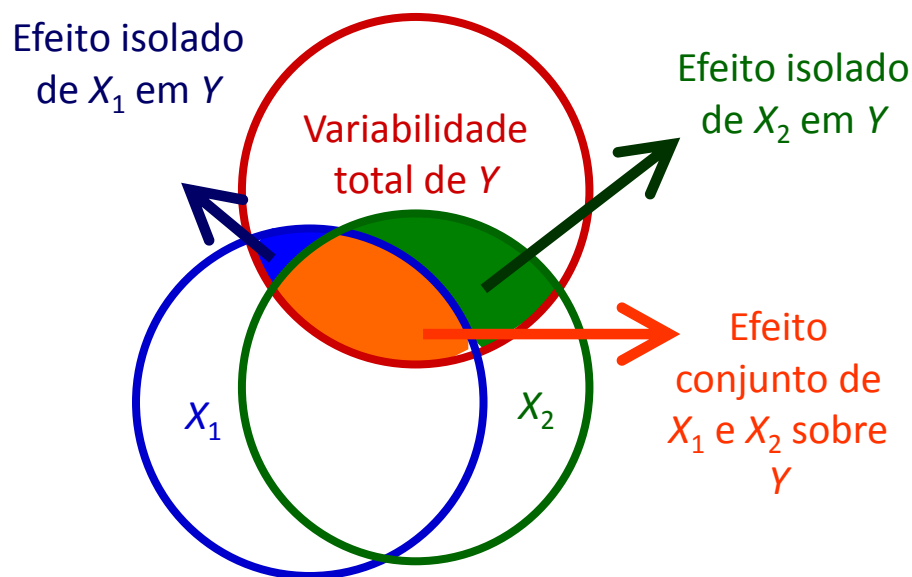 Efeito isolado
de X₁ em Y
Efeito isolado
de X₂ em Y
Variabilidade
total de Y
X₁
X₂
Efeito
conjunto de
X₁ e X₂ sobre
Y